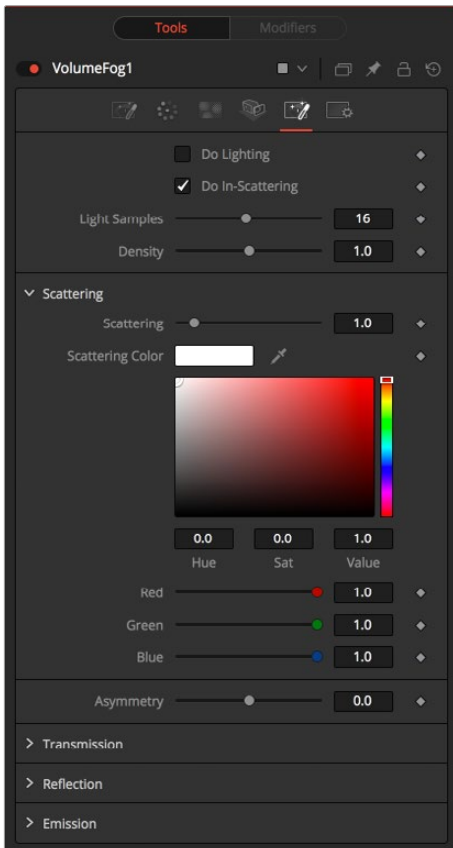 Tools Modifiers
VolumeFog1
Do Lighting
Do In-Scattering
Light Samples 16
Density 1.0
Scattering
Scattering 1.0
Scattering Color
0.0 0.0 1.0
Hue Sat Value
Red 1.0
Green 1.0
Blue 1.0
Asymmetry 0.0
Transmission
Reflection
Emission